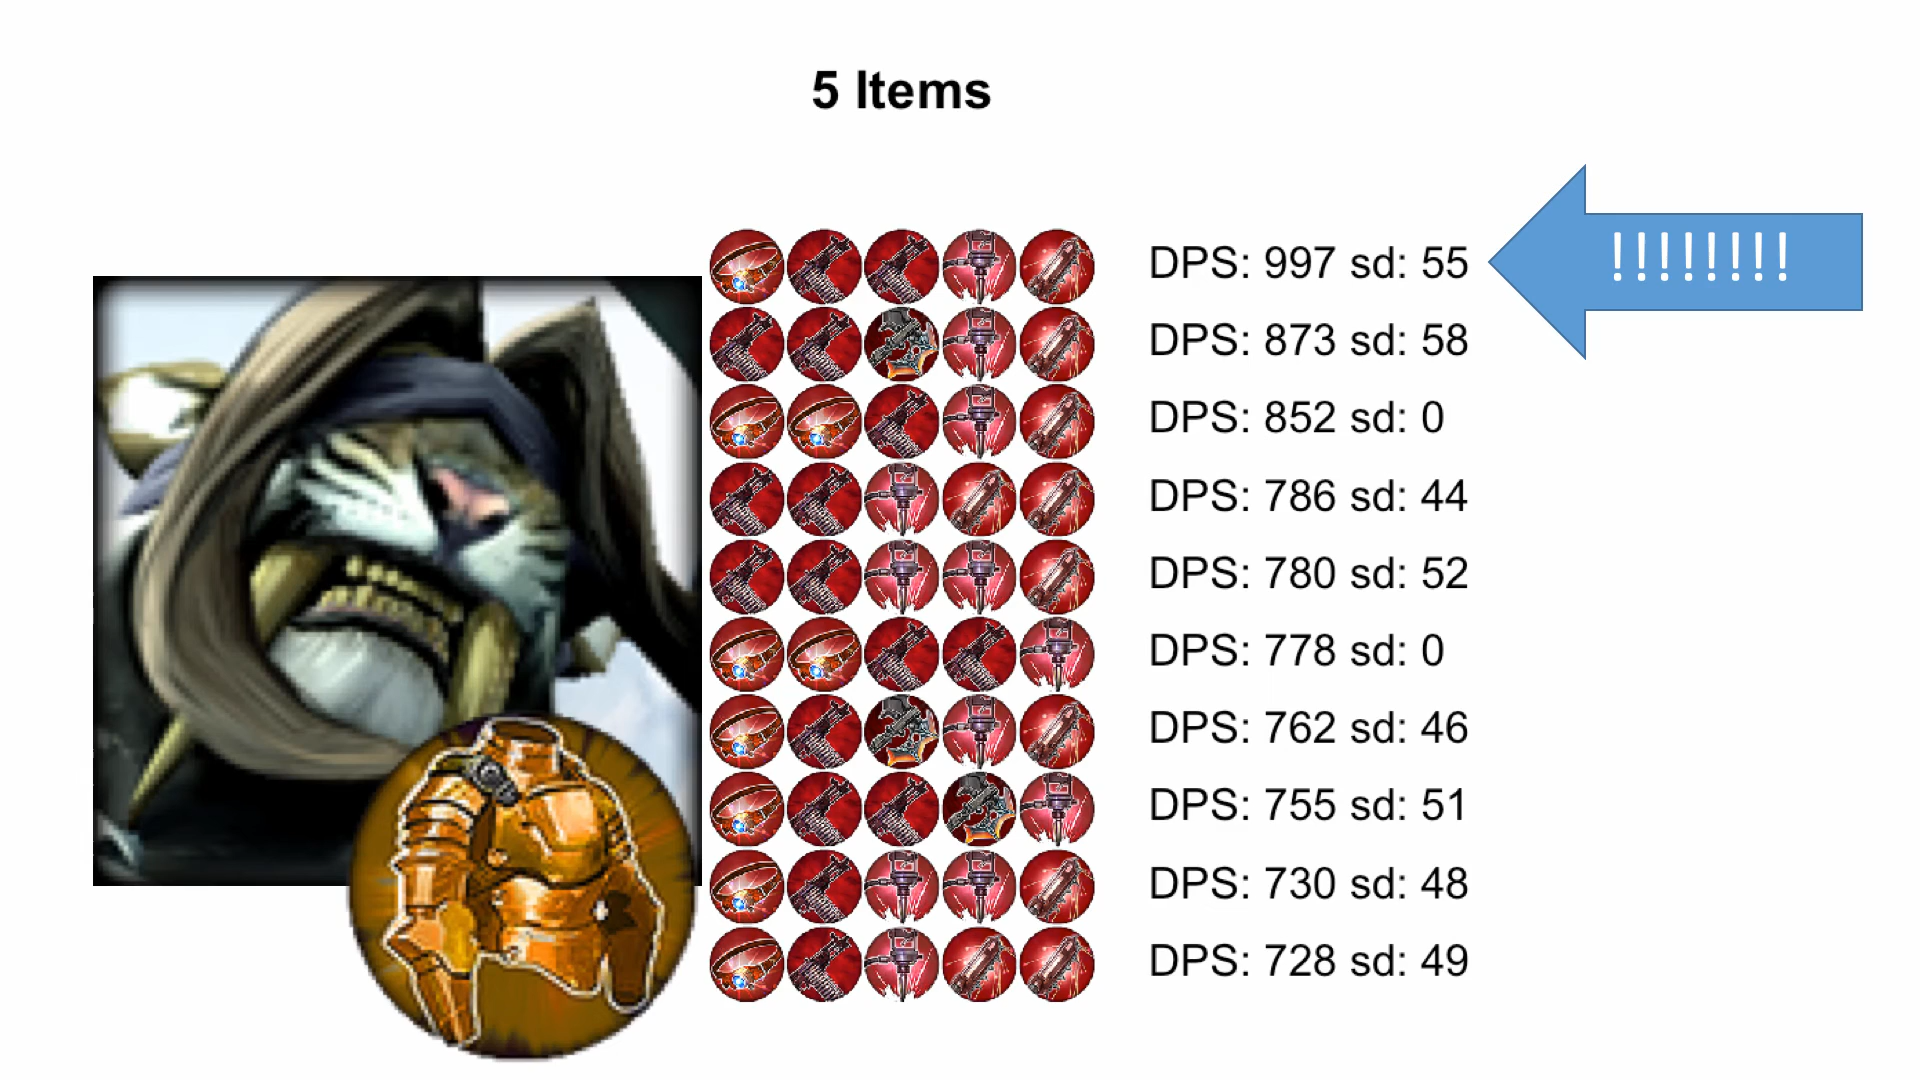 5 Items
DPS: 997 sd: 55
!!!!!!!!
DPS: 873 sd: 58
DPS: 852 sd: 0
DPS: 786 sd: 44
DPS: 780 sd: 52
DPS: 778 sd: 0
DPS: 762 sd: 46
DPS: 755 sd: 51
DPS: 730 sd: 48
DPS: 728 sd: 49